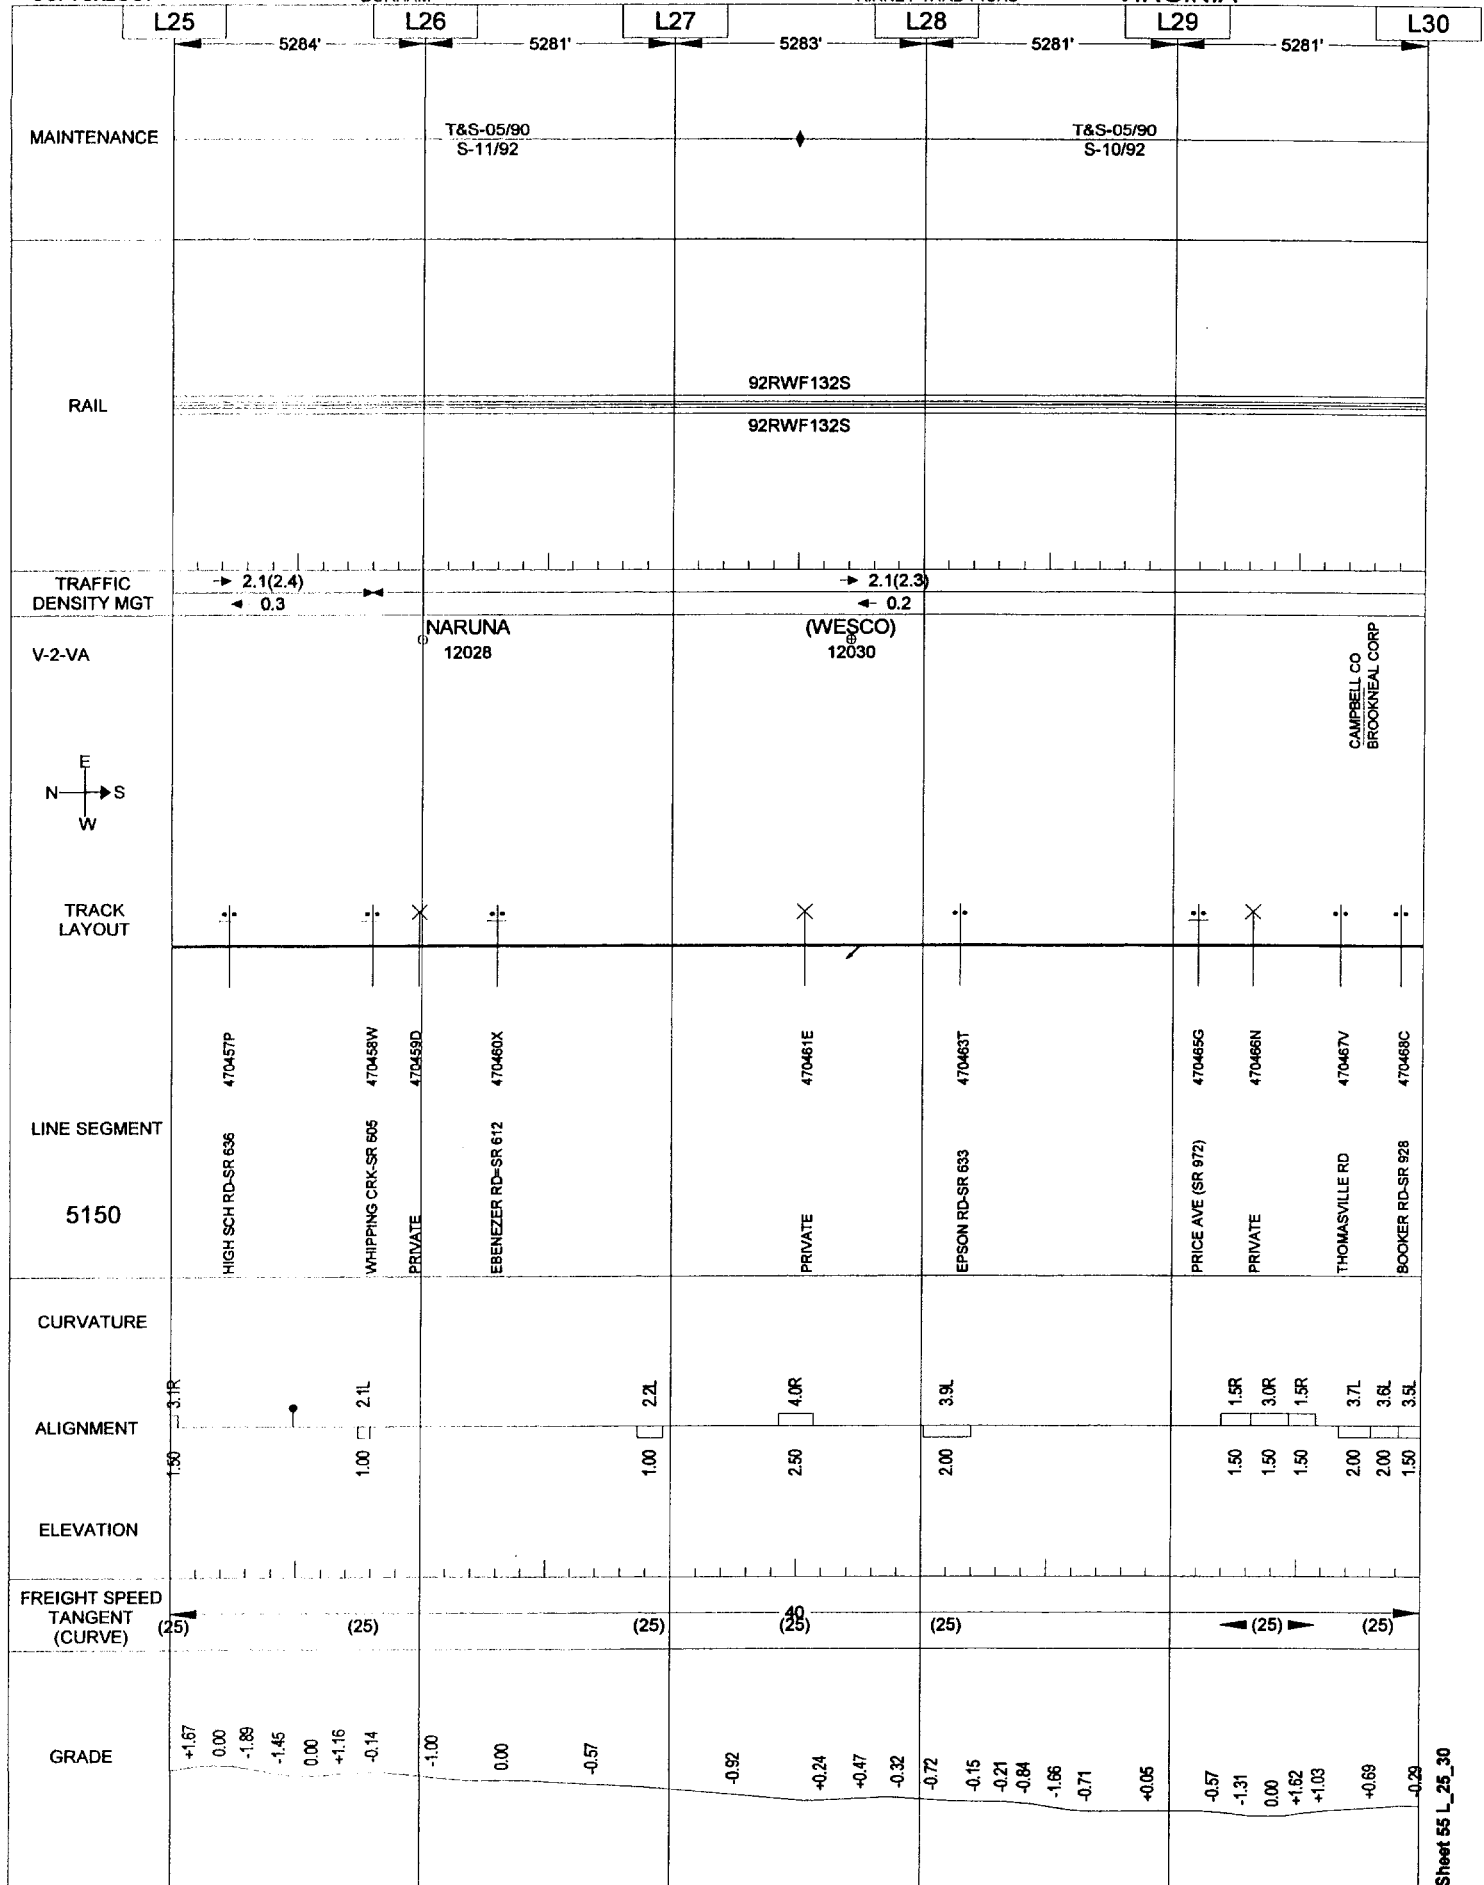 L25 L26 L27 L28 L29 L30
5284' 5281' 5283' 5281' 5281'
MAINTENANCE
T&S-05/90
S-11/92
T&S-05/90
S-10/92
RAIL
92RWF132S
92RWF132S
TRAFFIC
DENSITY MGT
2.1(2.4)
0.3
2.1(2.3)
0.2
V-2-VA
NARUNA
12028
(WESCO)
12030
CAMPBELL CO
BROOKNEAL CORP
E
N S
W
TRACK
LAYOUT
470457P
470458W
470459D
470460X
470461E
470463T
470465G
470466N
470467V
470468C
LINE SEGMENT
5150
HIGH SCH RD-SR 636
WHIPPING CRK-SR 605
PRIVATE
EBENEZER RD=SR 612
PRIVATE
EPSON RD-SR 633
PRICE AVE (SR 972)
PRIVATE
THOMASVILLE RD
BOOKER RD-SR 928
CURVATURE
3.1R 2.1L 2.2L 4.0R 3.9L 1.5R 3.0R 1.5R 3.7L 3.6L 3.5L
ALIGNMENT
1.50 1.00 1.00 2.50 2.00 1.50 1.50 1.50 2.00 2.00 1.50
ELEVATION
FREIGHT SPEED
TANGENT
(CURVE)
40
(25) (25) (25) (25) (25) (25) (25)
GRADE
+1.67 0.00 -1.89 -1.45 0.00 +1.16 -0.14 -1.00 0.00 -0.57 -0.92 +0.24 +0.47 -0.32 -0.72 -0.15 -0.21 -0.84 -1.66 -0.71 +0.05 -0.57 -1.31 0.00 +1.62 +1.03 +0.69 -0.29
Sheet 55 L_25_30